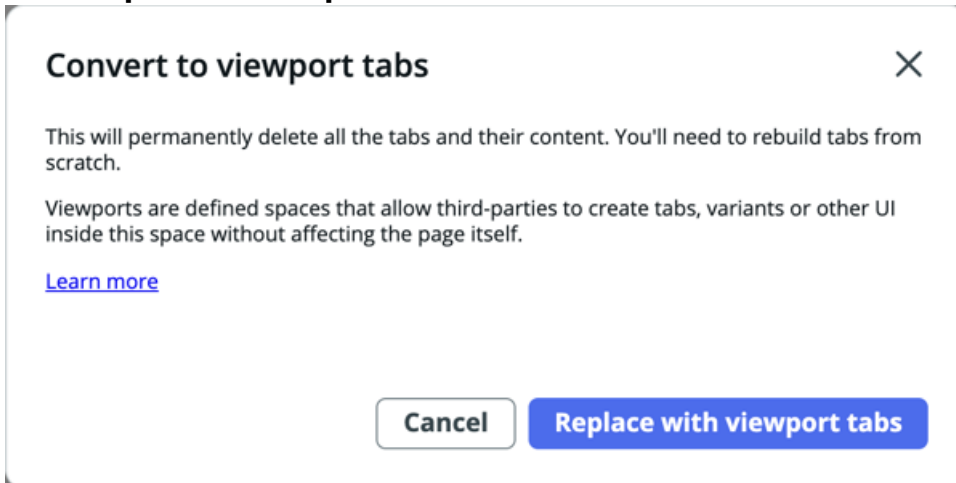 Convert to viewport tabs
This will permanently delete all the tabs and their content. You'll need to rebuild tabs from
scratch.
Viewports are defined spaces that allow third-parties to create tabs, variants or other UI
inside this space without affecting the page itself.
Learn more
Cancel
Replace with viewport tabs